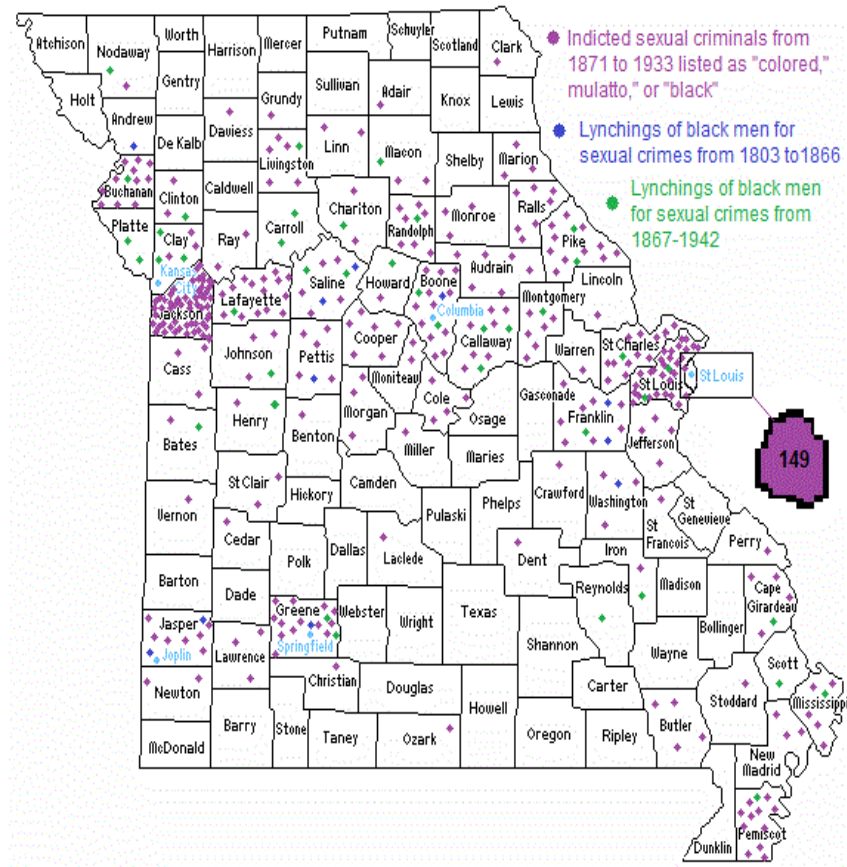 Indicted sexual criminals from
1871 to 1933 listed as "colored,"
mulatto," or "black"
Lynchings of black men for
sexual crimes from 1803 to1866
Lynchings of black men
for sexual crimes from
1867-1942
Atchison
Nodaway
Worth
Harrison
Mercer
Putnam
Schuyler
Scotland
Clark
Holt
Gentry
Sullivan
Adair
Knox
Lewis
Andrew
De Kalb
Daviess
Grundy
Linn
Macon
Shelby
Marion
Buchanan
Clinton
Caldwell
Livingston
Chariton
Randolph
Monroe
Ralls
Platte
Clay
Ray
Carroll
Pike
Kansas
City
Jackson
Lafayette
Saline
Howard
Boone
Columbia
Audrain
Callaway
Montgomery
Lincoln
Warren
St Charles
St Louis
St Louis
149
Cass
Johnson
Pettis
Cooper
Moniteau
Cole
Osage
Gasconade
Franklin
Jefferson
Bates
Henry
Benton
Morgan
Miller
Maries
St Clair
Hickory
Camden
Pulaski
Phelps
Crawford
Washington
St
Francois
St
Genevieve
Perry
Vernon
Cedar
Polk
Dallas
Laclede
Dent
Iron
Reynolds
Madison
Cape
Girardeau
Bollinger
Barton
Dade
Greene
Springfield
Webster
Wright
Texas
Shannon
Wayne
Scott
Jasper
Joplin
Lawrence
Christian
Douglas
Howell
Carter
Stoddard
Mississippi
Newton
McDonald
Barry
Stone
Taney
Ozark
Oregon
Ripley
Butler
New
Madrid
Dunklin
Pemiscot